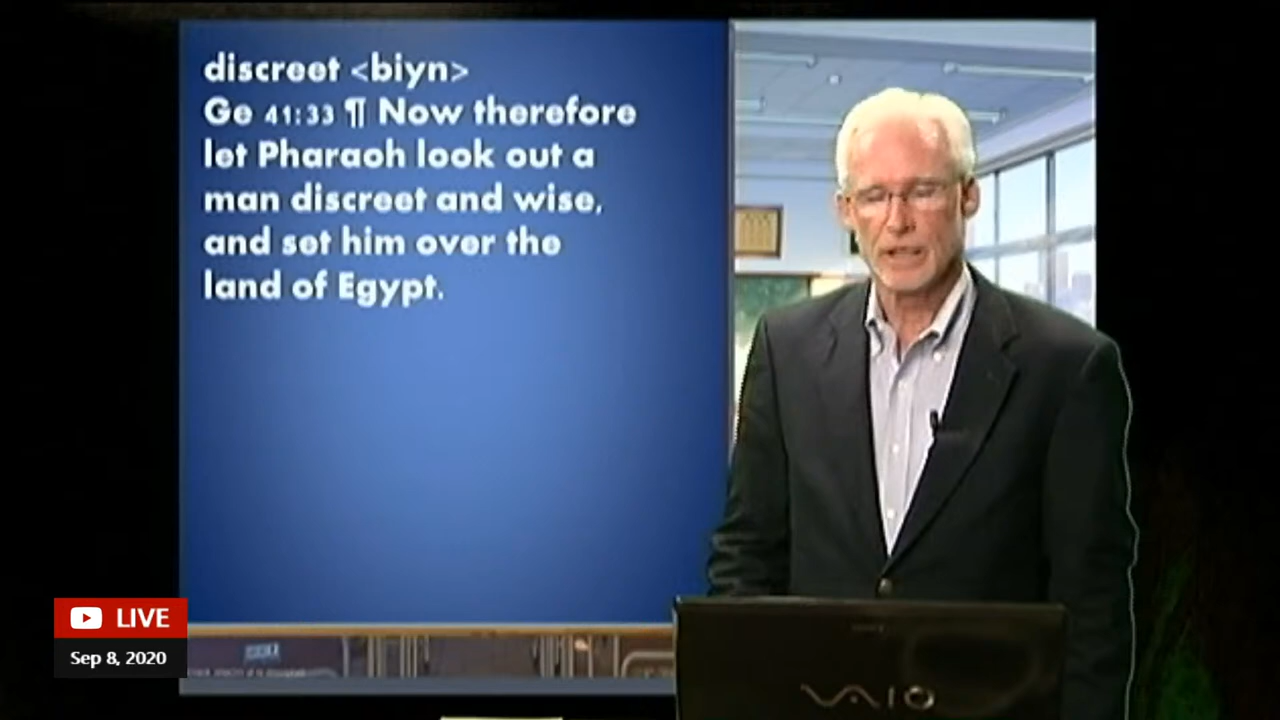 discreet <biyn>
Ge 41:33 ¶ Now therefore
let Pharaoh look out a
man discreet and wise,
and set him over the
land of Egypt.
LIVE
Sep 8, 2020
VAIO